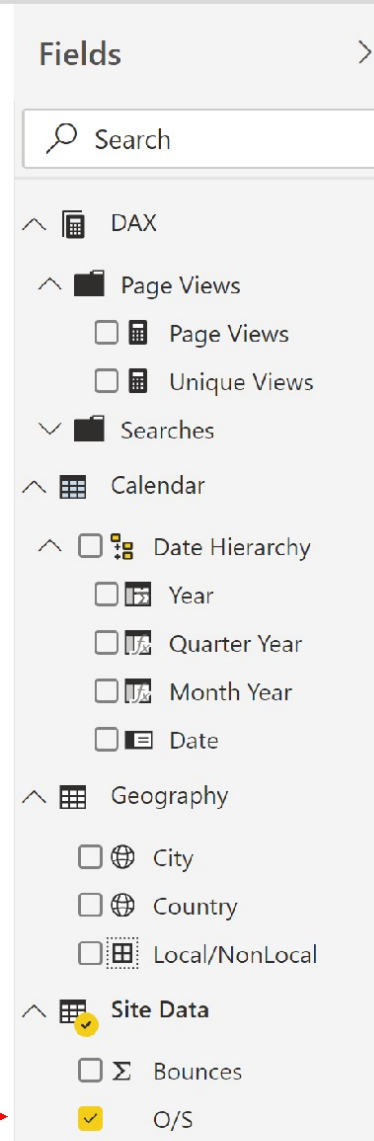 Fields
Search
DAX
Page Views
Page Views
Unique Views
Searches
Calendar
Date Hierarchy
Year
Quarter Year
Month Year
Date
Geography
City
Country
Local/NonLocal
Site Data
Σ Bounces
O/S